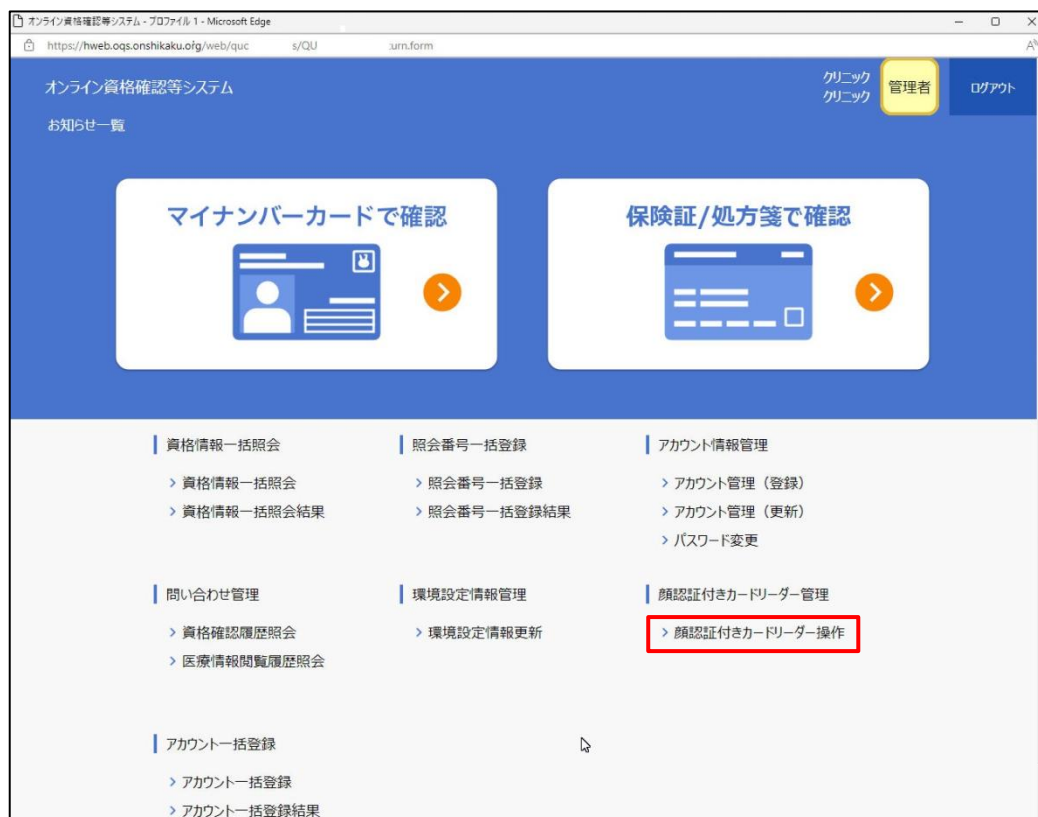 オンライン資格確認等システム - プロファイル 1 - Microsoft Edge
https://hweb.oqs.onshikaku.org/web/quc s/QU urn.form
オンライン資格確認等システム
クリニック
クリニック
管理者
ログアウト
お知らせ一覧
マイナンバーカードで確認
保険証/処方箋で確認
資格情報一括照会
資格情報一括照会
資格情報一括照会結果
照会番号一括登録
照会番号一括登録
照会番号一括登録結果
アカウント情報管理
アカウント管理（登録）
アカウント管理（更新）
パスワード変更
問い合わせ管理
資格確認履歴照会
医療情報閲覧履歴照会
環境設定情報管理
環境設定情報更新
顔認証付きカードリーダー管理
顔認証付きカードリーダー操作
アカウント一括登録
アカウント一括登録
アカウント一括登録結果